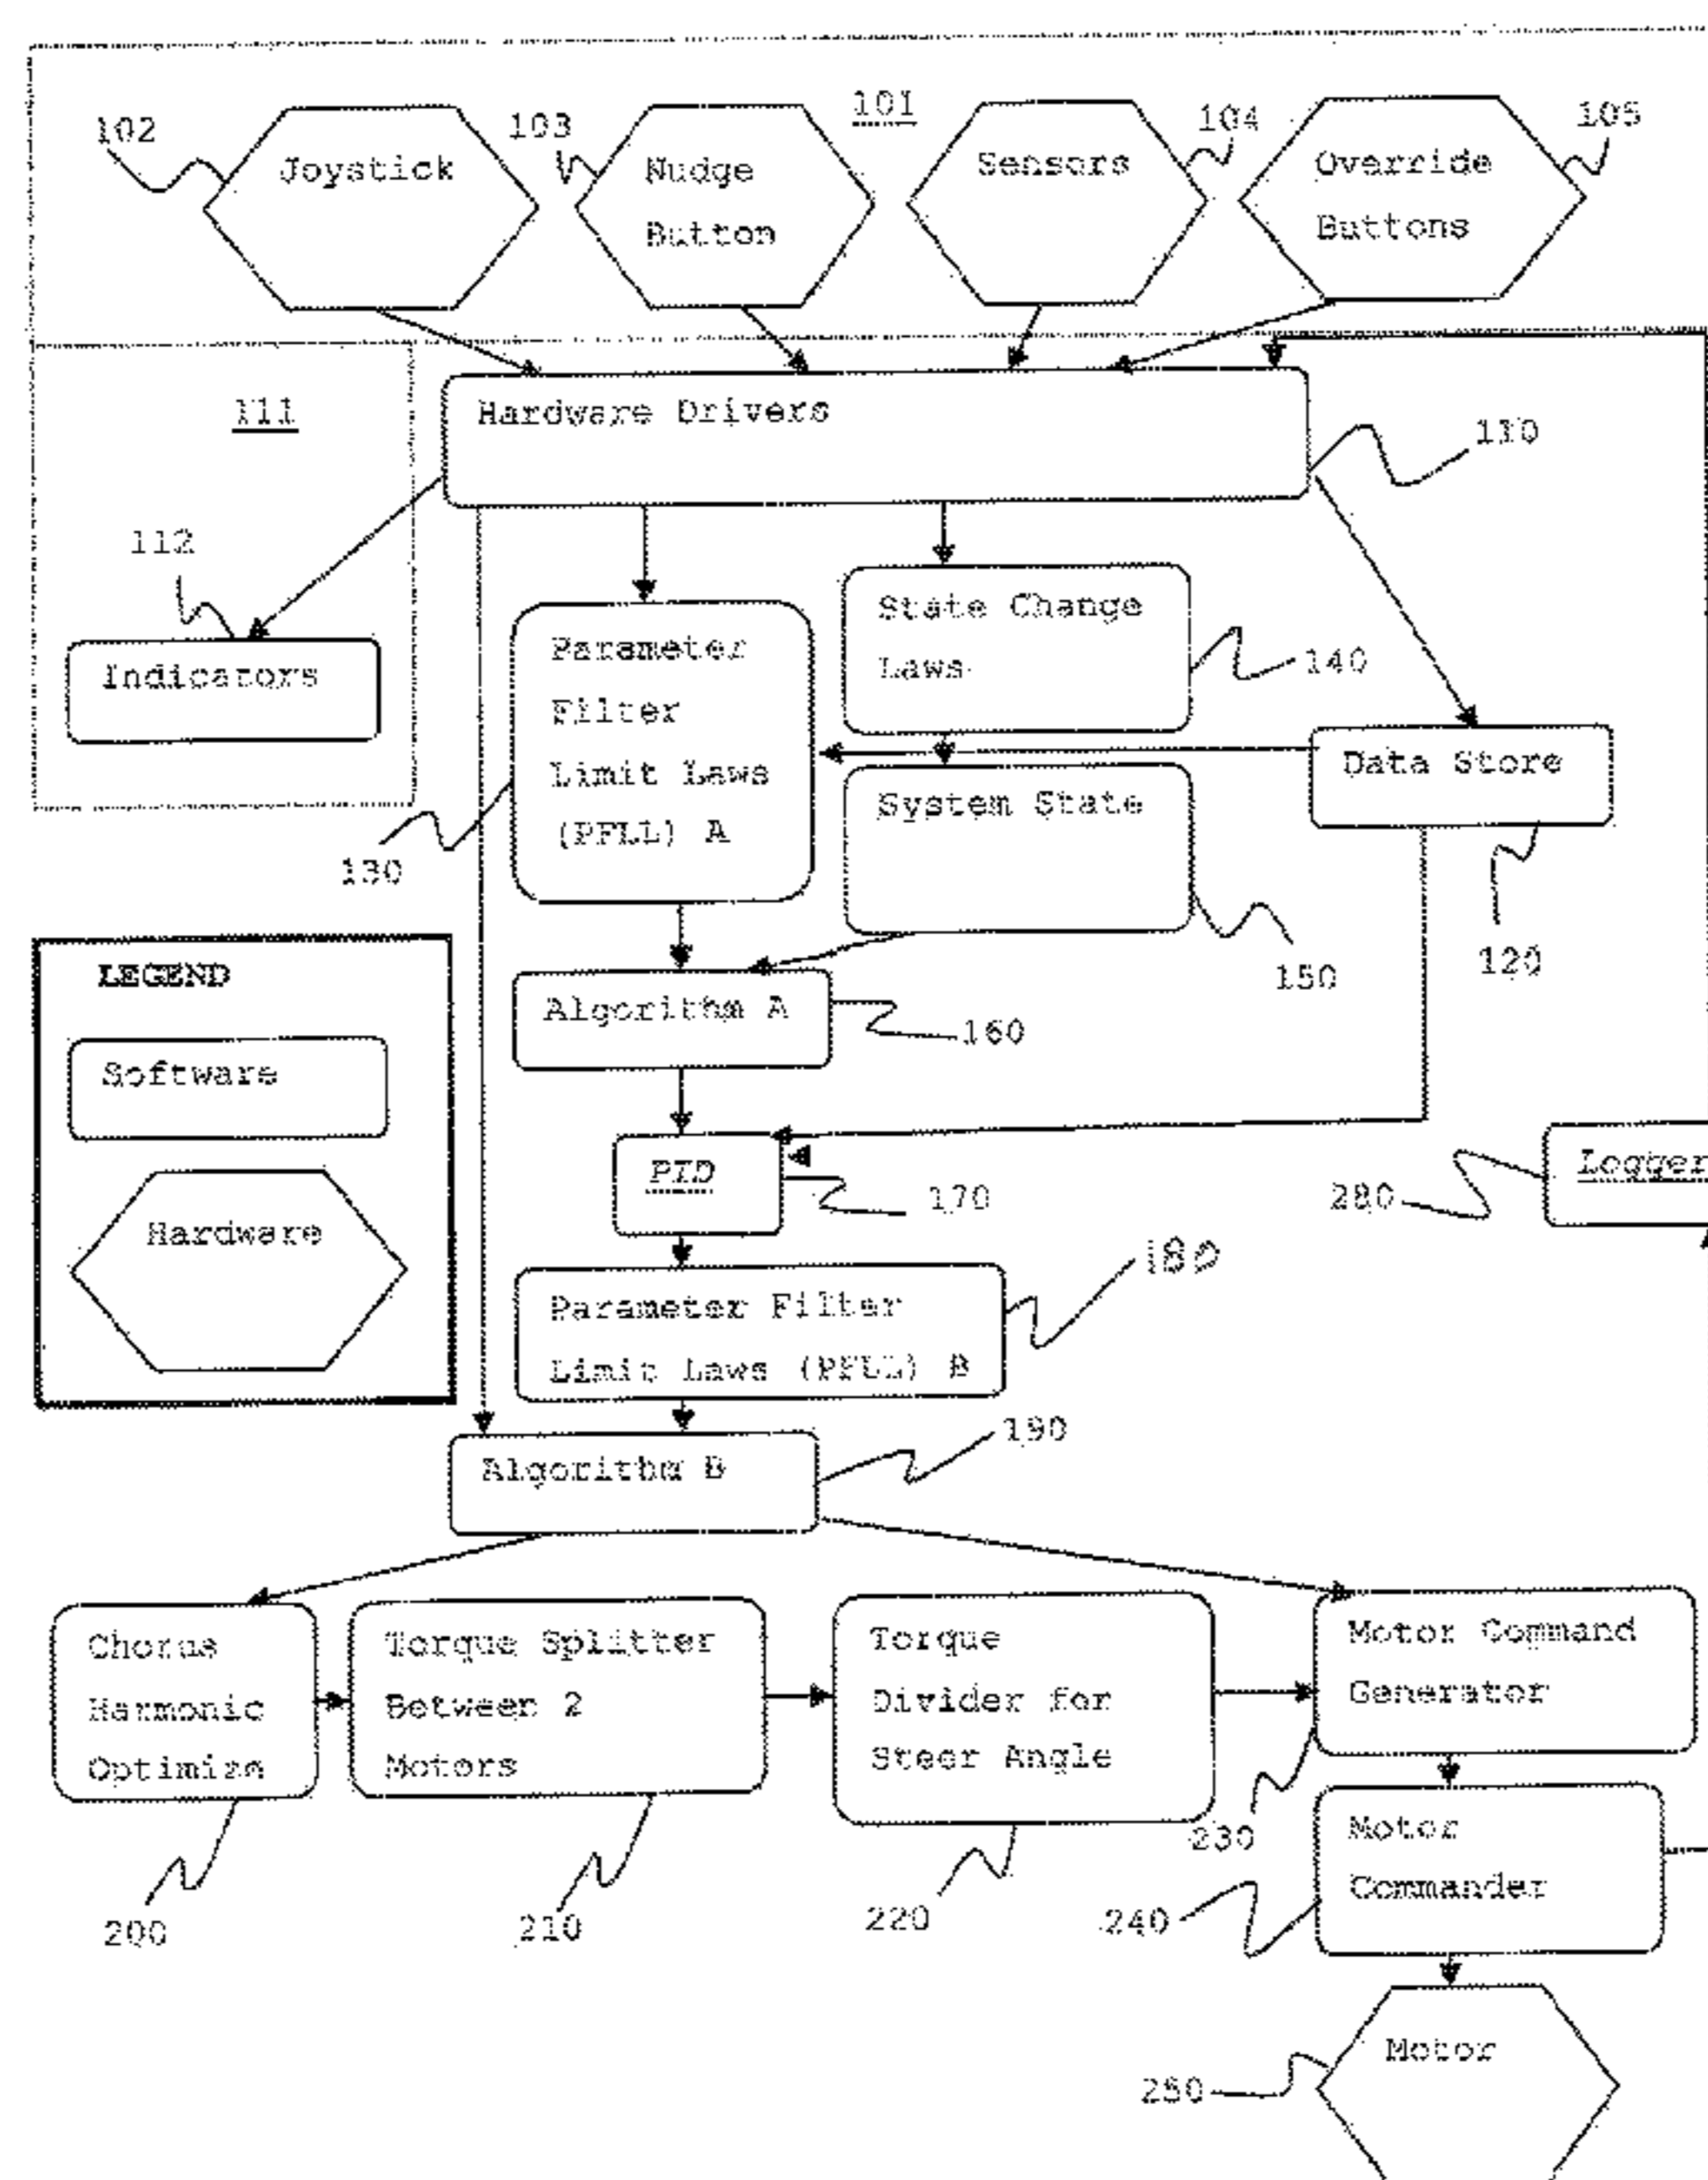 101
102
103
104
105
Joystick
Nudge
Button
Sensors
Override
Buttons
111
Hardware Drivers
110
112
Indicators
Parameter
Filter
Limit Laws
(PFLL) A
130
State Change
Laws
140
System State
150
Data Store
120
LEGEND
Software
Hardware
Algorithm A
160
PID
170
Logger
280
180
Parameter Filter
Limit Laws (PFLL) B
Algorithm B
190
Chorus
Harmonic
Optimize
200
Torque Splitter
Between 2
Motors
210
Torque
Divider for
Steer Angle
220
Motor Command
Generator
230
Motor
Commander
240
Motor
250